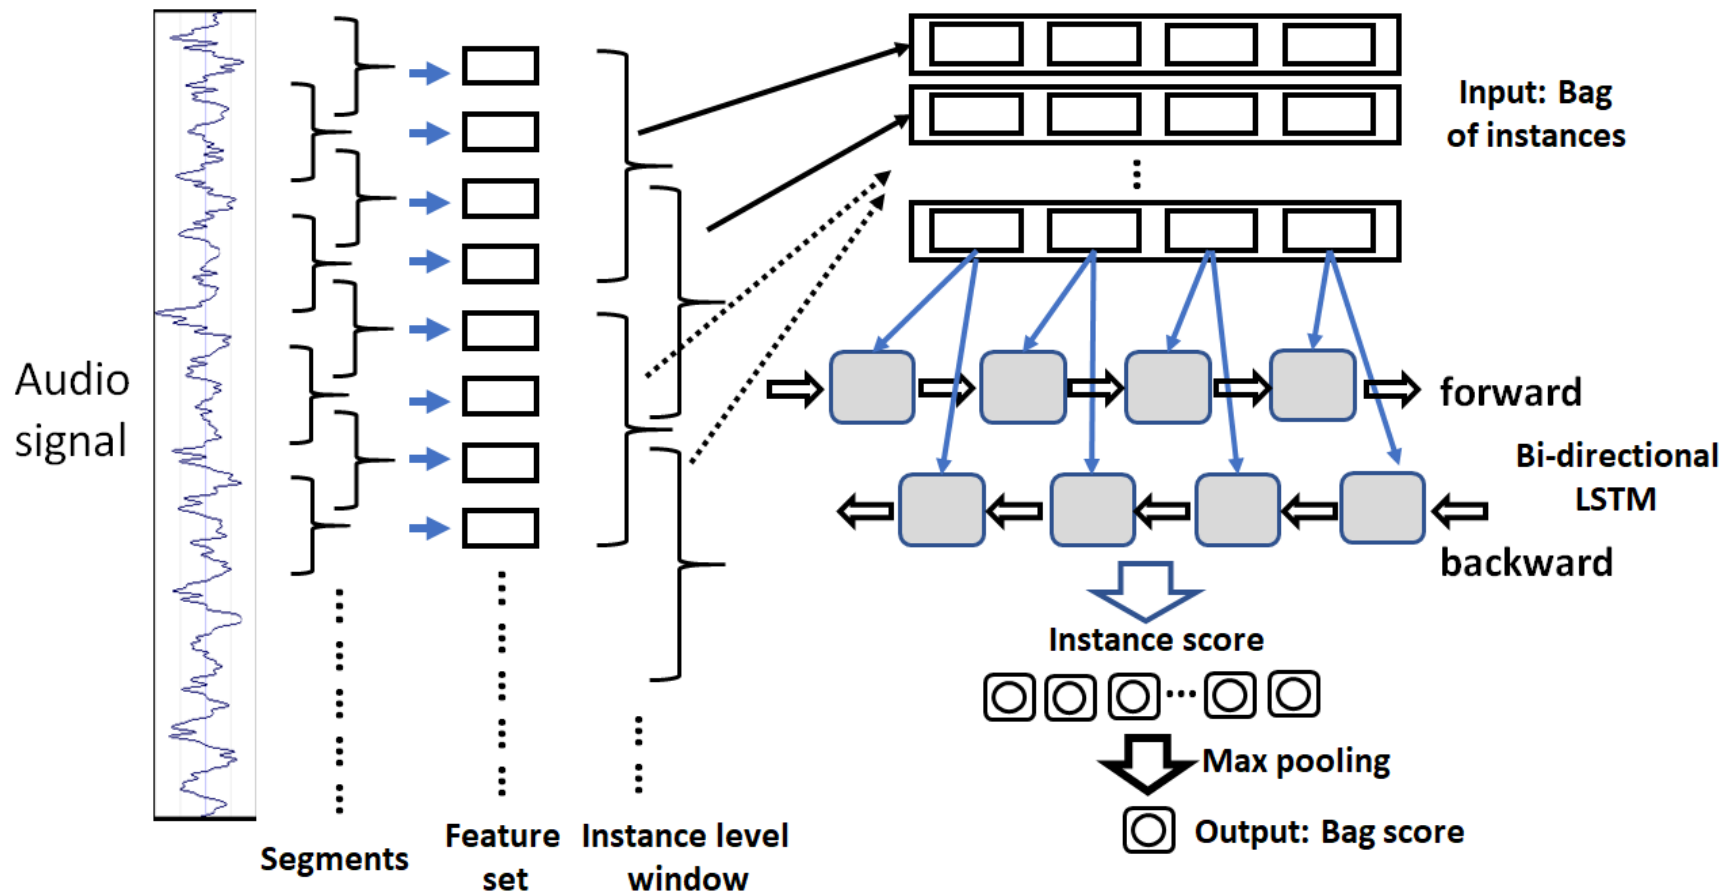 Audio
signal
Segments
Feature
set
Instance level
window
Input: Bag
of instances
forward
Bi-directional
LSTM
backward
Instance score
Max pooling
Output: Bag score